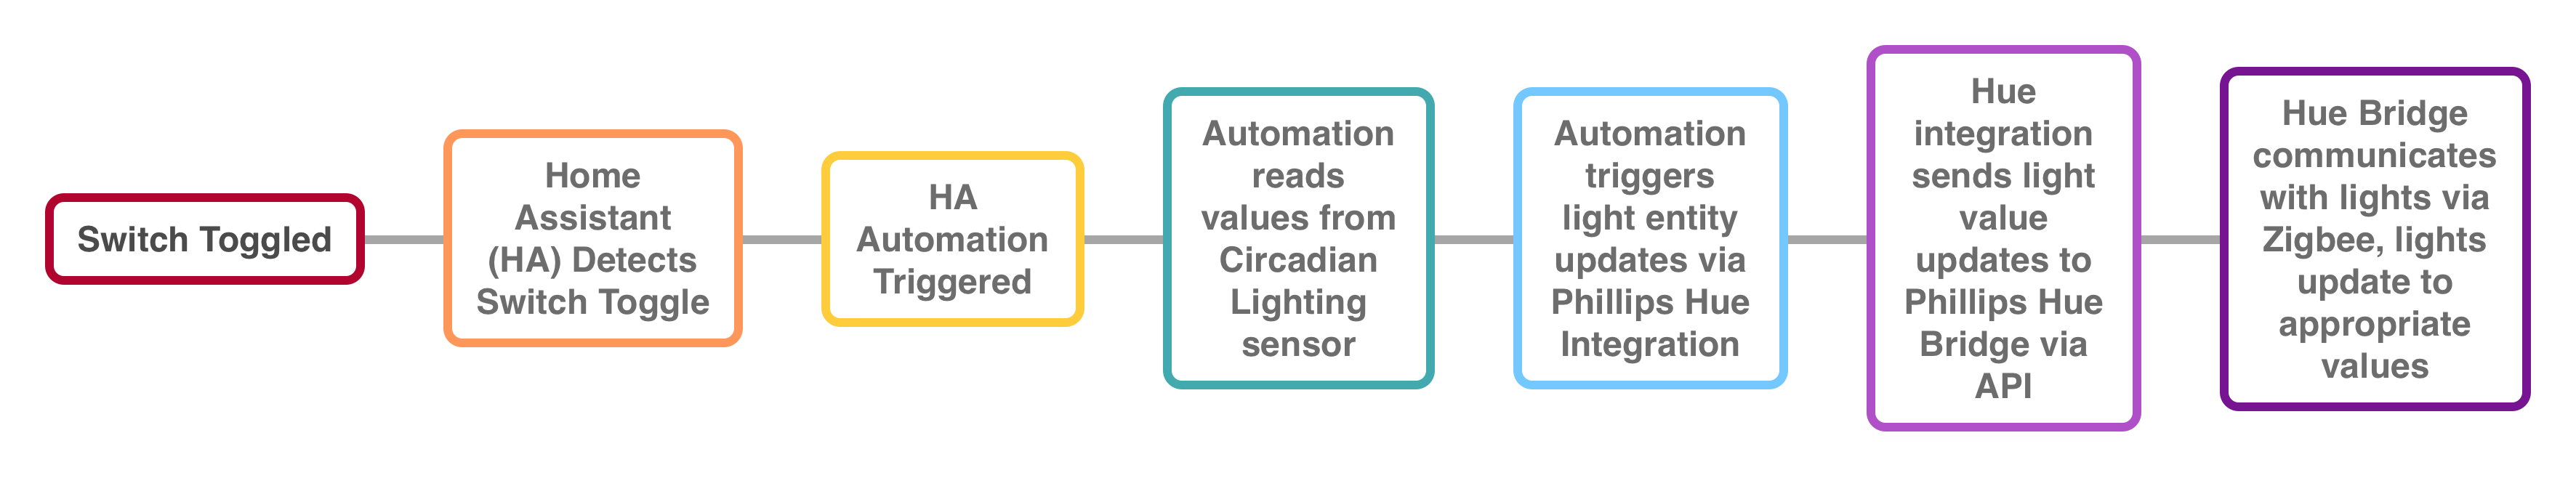 Switch Toggled
Home
Assistant
(HA) Detects
Switch Toggle
HA
Automation
Triggered
Automation
reads
values from
Circadian
Lighting
sensor
Automation
triggers
light entity
updates via
Phillips Hue
Integration
Hue
integration
sends light
value
updates to
Phillips Hue
Bridge via
API
Hue Bridge
communicates
with lights via
Zigbee, lights
update to
appropriate
values